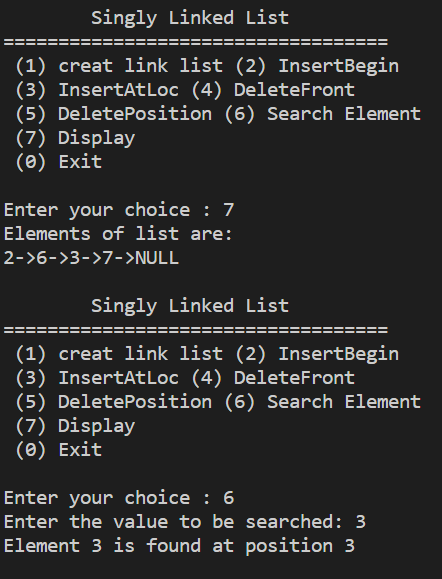 Singly Linked List
===================================
(1) creat link list (2) InsertBegin
(3) InsertAtLoc (4) DeleteFront
(5) DeletePosition (6) Search Element
(7) Display
(0) Exit
Enter your choice : 7
Elements of list are:
2->6->3->7->NULL
Singly Linked List
===================================
(1) creat link list (2) InsertBegin
(3) InsertAtLoc (4) DeleteFront
(5) DeletePosition (6) Search Element
(7) Display
(0) Exit
Enter your choice : 6
Enter the value to be searched: 3
Element 3 is found at position 3